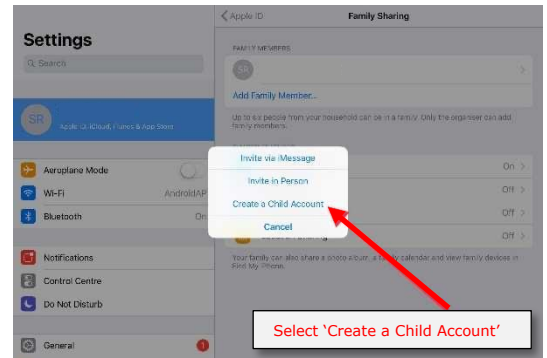 Apple ID
Family Sharing
Settings
Search
FAMILY MEMBERS
SR
Add Family Member...
Up to six people from your household can be in a family. Only the organiser can add
family members.
SR
Apple ID, iCloud, iTunes & App Store
Invite via iMessage
Invite in Person
Create a Child Account
Cancel
Aeroplane Mode
Wi-Fi
AndroidAP
Bluetooth
On
On
Off
Off
Off
Your family can also share a photo album, a family calendar and view family devices in
Find My iPhone.
Notifications
Control Centre
Do Not Disturb
General
1
Select ‘Create a Child Account’